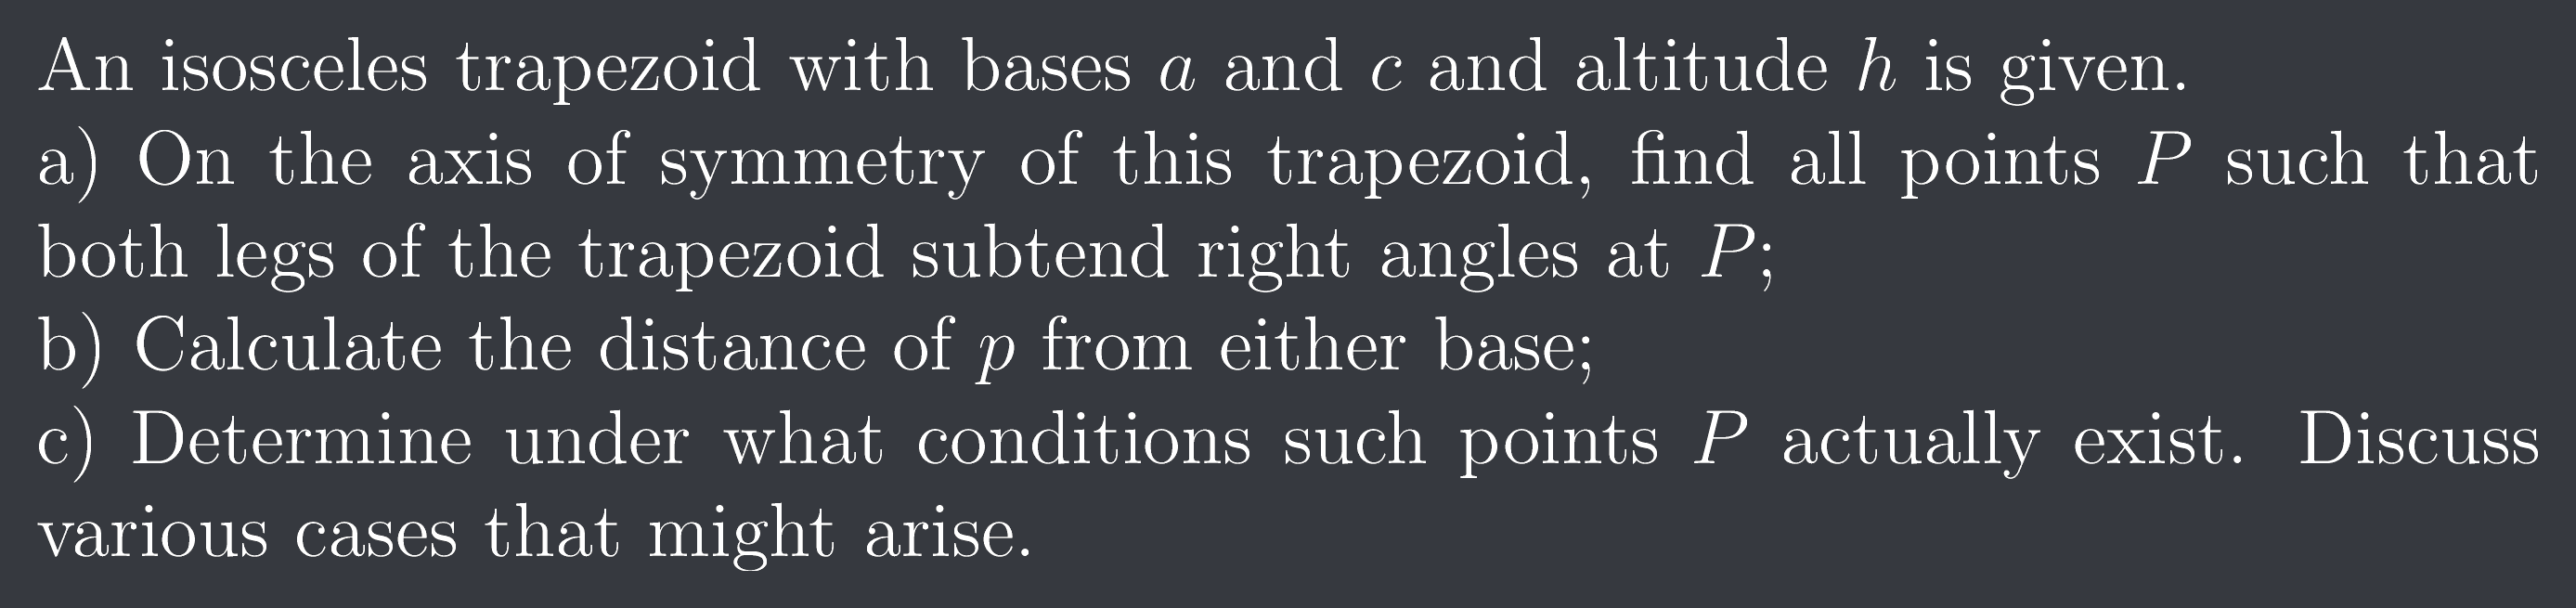 An isosceles trapezoid with bases a and c and altitude h is given.
a) On the axis of symmetry of this trapezoid, find all points P such that
both legs of the trapezoid subtend right angles at P;
b) Calculate the distance of p from either base;
c) Determine under what conditions such points P actually exist. Discuss
various cases that might arise.